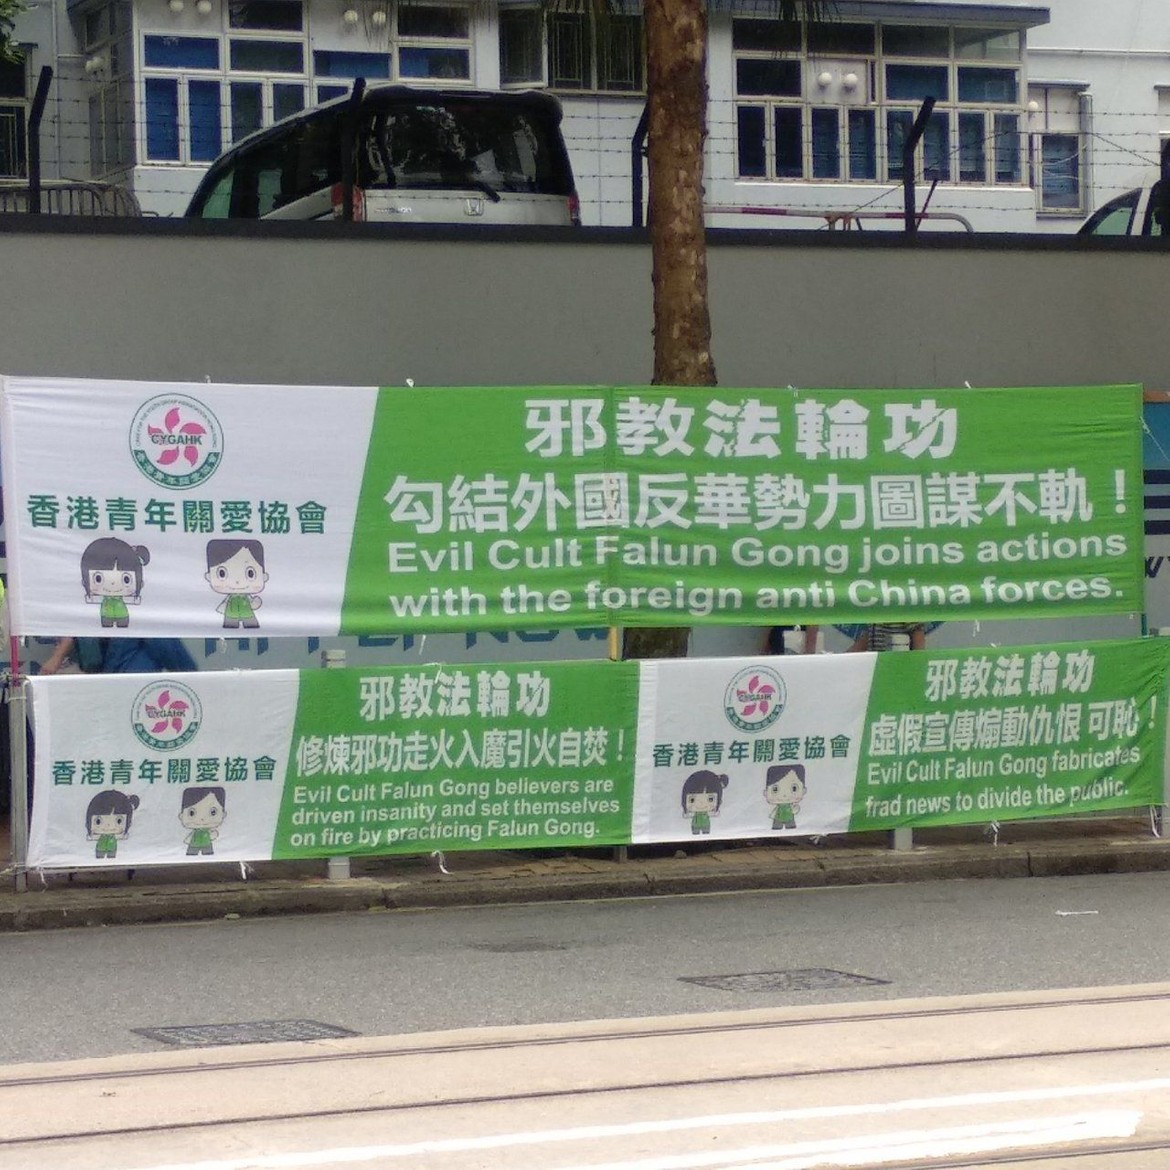 CYGAHK
香港青年關愛協會
邪教法輪功
勾結外國反華勢力圖謀不軌！
Evil Cult Falun Gong joins actions
with the foreign anti China forces.
CYGAHK
香港青年關愛協會
邪教法輪功
修煉邪功走火入魔引火自焚！
Evil Cult Falun Gong believers are
driven insanity and set themselves
on fire by practicing Falun Gong.
CYGAHK
香港青年關愛協會
邪教法輪功
虛假宣傳煽動仇恨 可恥！
Evil Cult Falun Gong fabricates
frad news to divide the public.